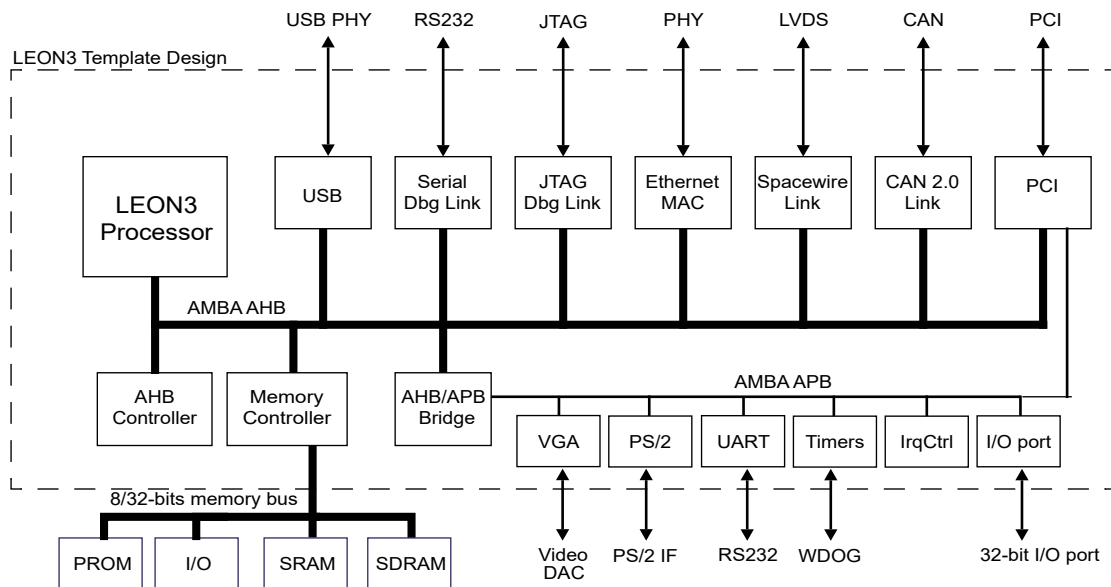 USB PHY
RS232
JTAG
PHY
LVDS
CAN
PCI
LEON3 Template Design
LEON3
Processor
USB
Serial
Dbg Link
JTAG
Dbg Link
Ethernet
MAC
Spacewire
Link
CAN 2.0
Link
PCI
AMBA AHB
AHB
Controller
Memory
Controller
AHB/APB
Bridge
AMBA APB
VGA
PS/2
UART
Timers
IrqCtrl
I/O port
8/32-bits memory bus
PROM
I/O
SRAM
SDRAM
Video
DAC
PS/2 IF
RS232
WDOG
32-bit I/O port